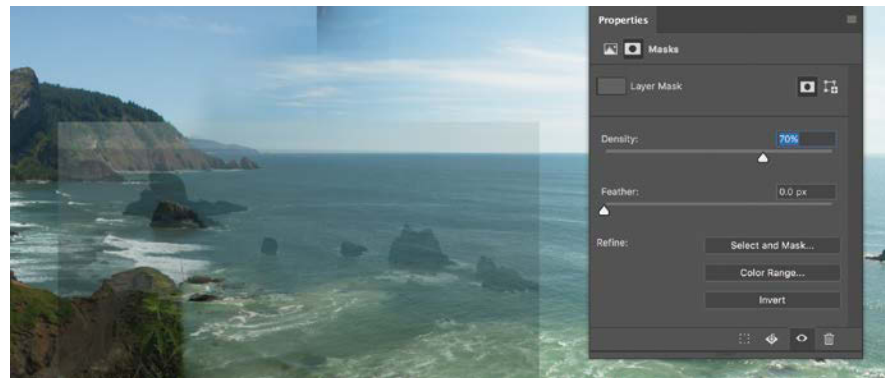 Properties
Masks
Layer Mask
Density:
70%
Feather:
0.0 px
Refine:
Select and Mask...
Color Range...
Invert